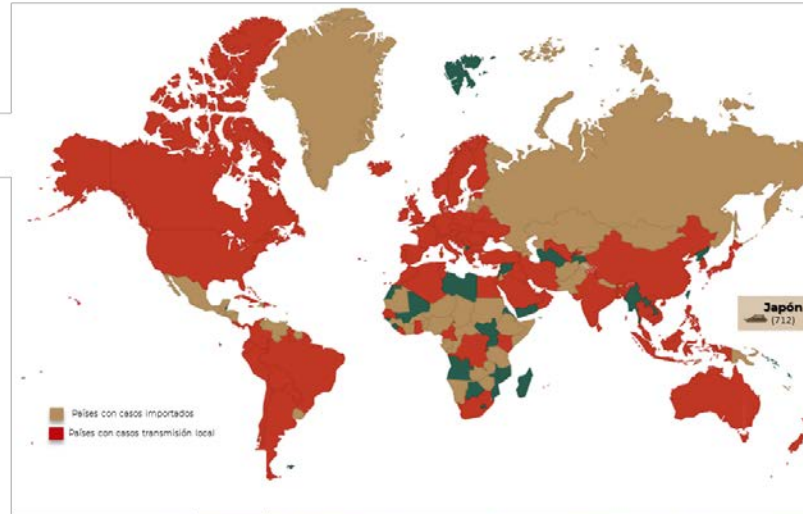 Japón
(712)
Países con casos importados
Países con casos transmisión local